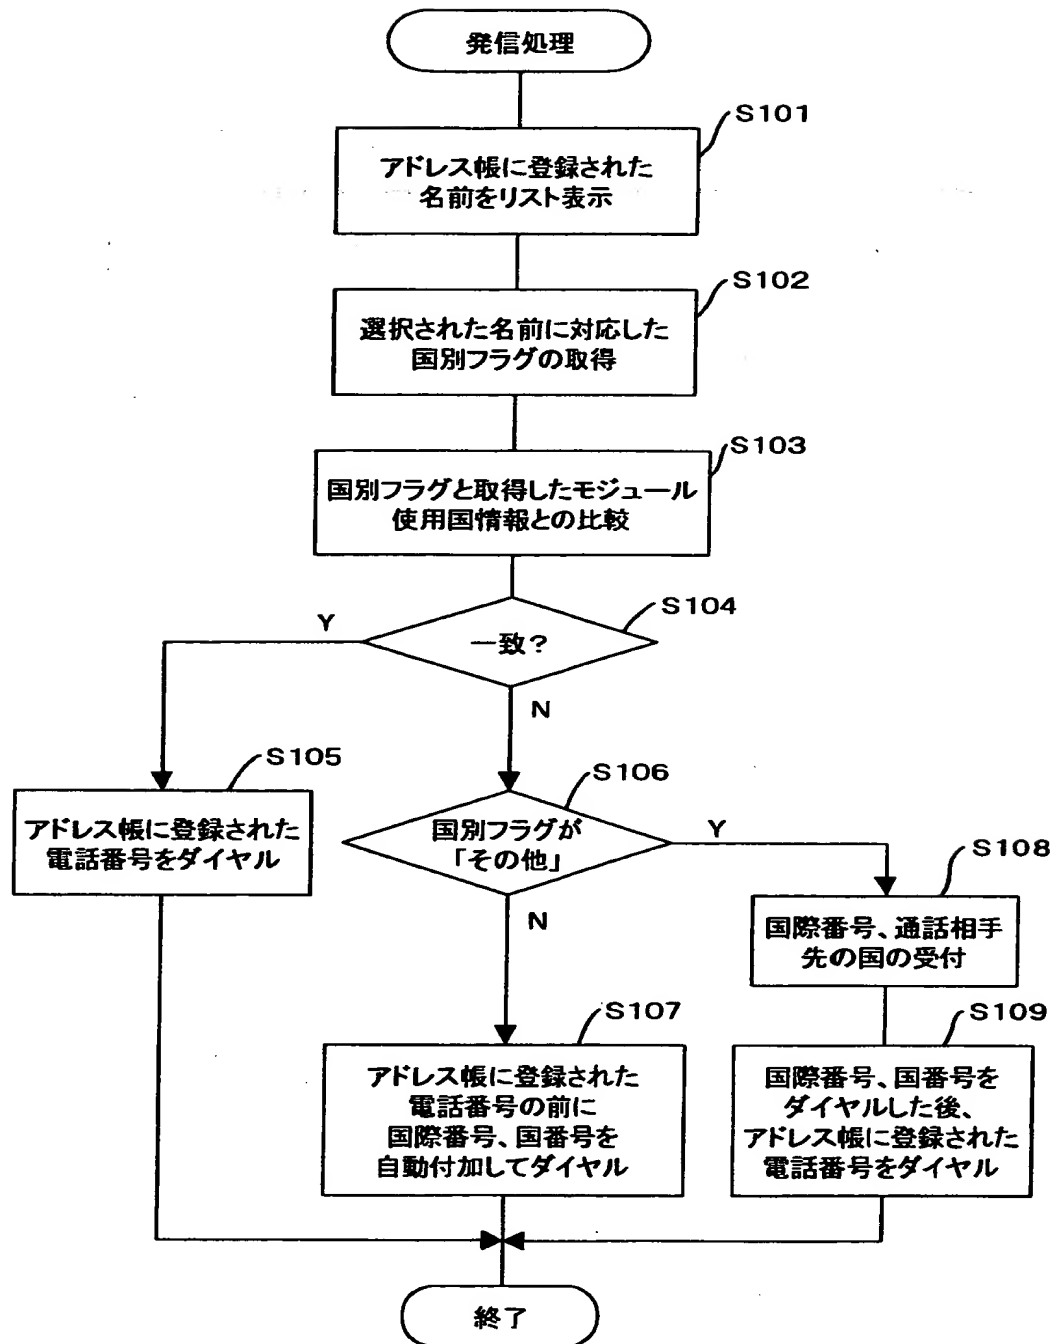 発信処理
S101
アドレス帳に登録された
名前をリスト表示
S102
選択された名前に対応した
国別フラグの取得
S103
国別フラグと取得したモジュール
使用国情報との比較
S104
一致?
Y
N
S105
アドレス帳に登録された
電話番号をダイヤル
S106
国別フラグが
「その他」
Y
N
S108
国際番号、通話相手
先の国の受付
S107
アドレス帳に登録された
電話番号の前に
国際番号、国番号を
自動付加してダイヤル
S109
国際番号、国番号を
ダイヤルした後、
アドレス帳に登録された
電話番号をダイヤル
終了